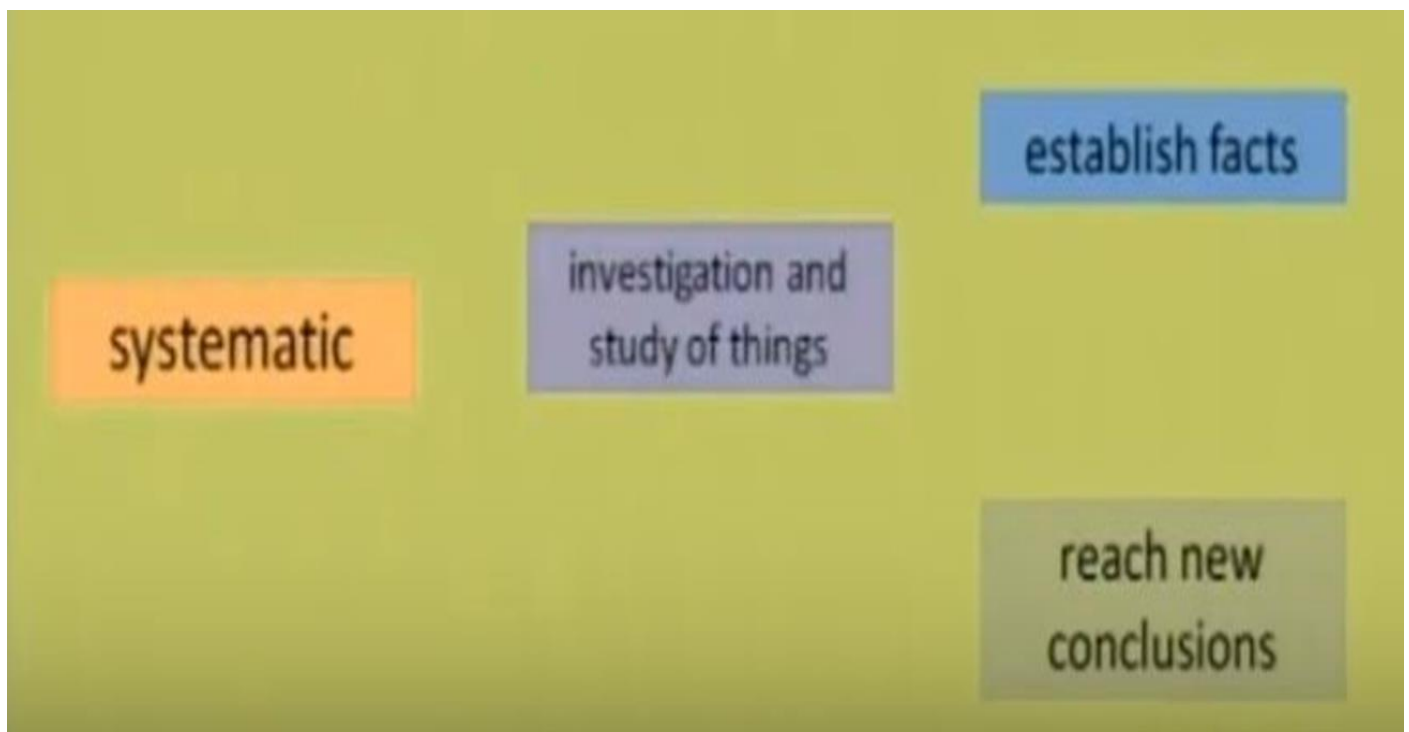 systematic
investigation and
study of things
establish facts
reach new
conclusions